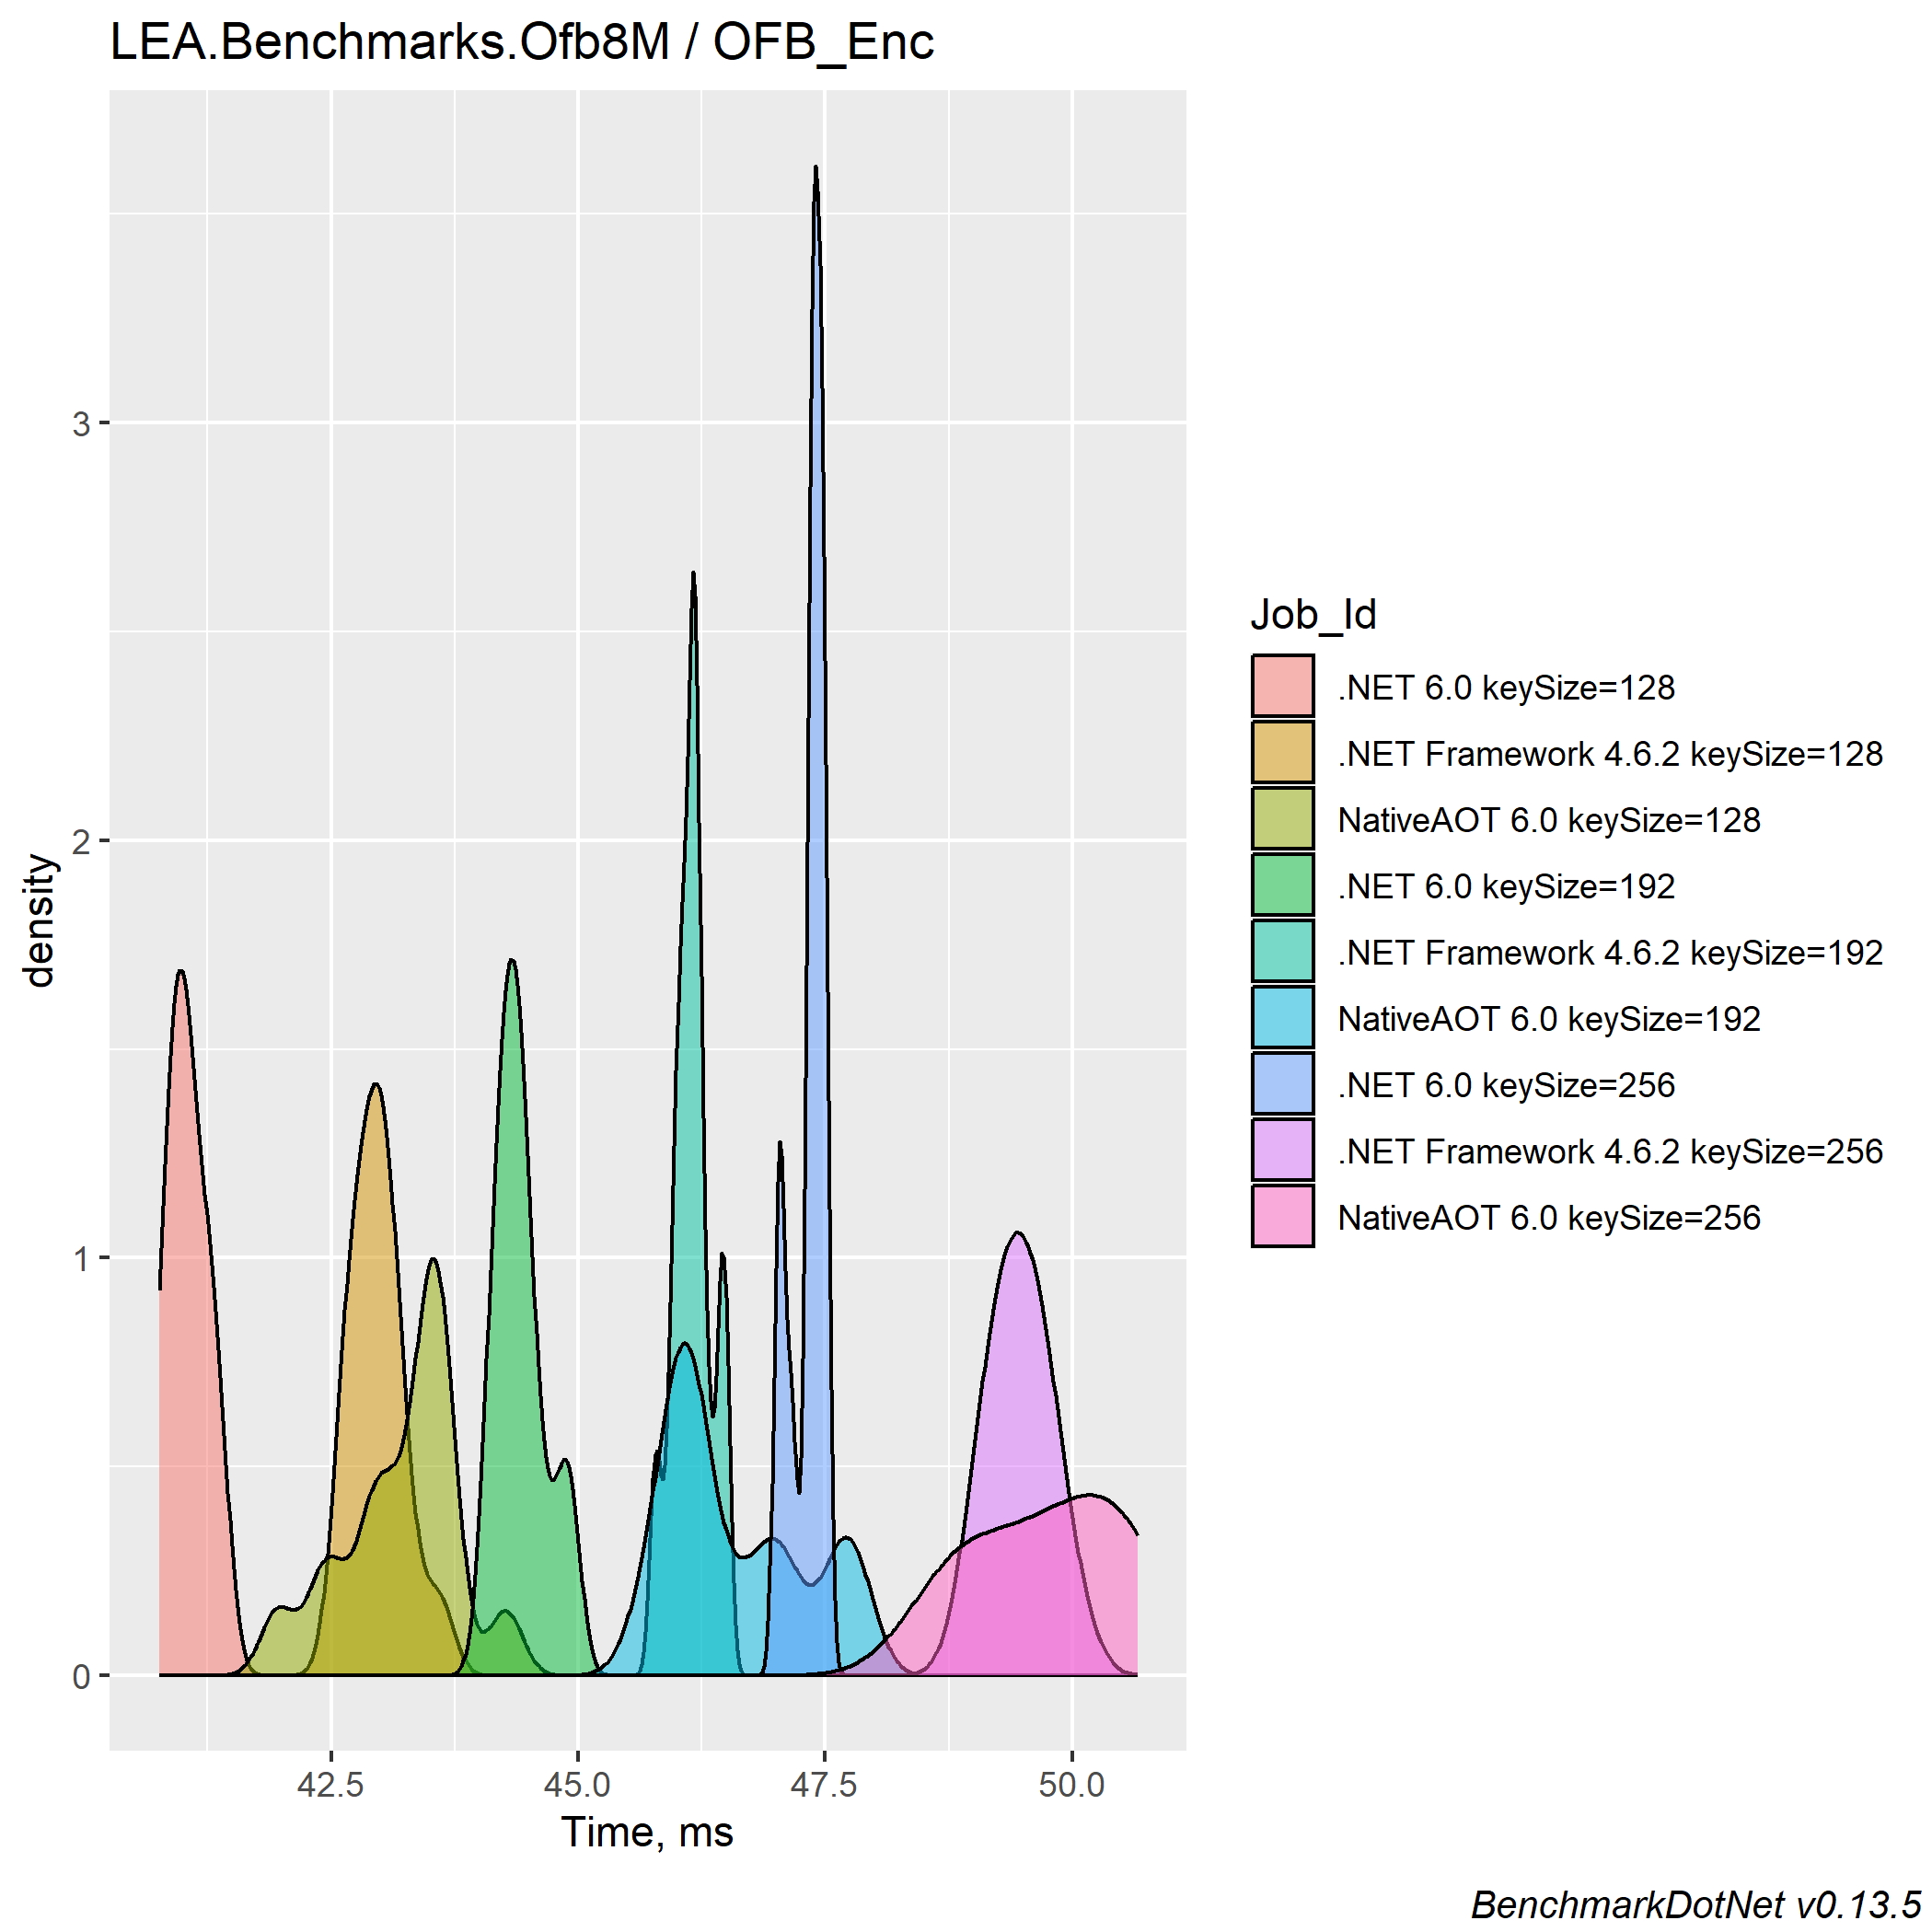 LEA.Benchmarks.Ofb8M / OFB_Enc
density
3
2
1
0
42.5 45.0 47.5 50.0
Time, ms
Job_Id
.NET 6.0 keySize=128
.NET Framework 4.6.2 keySize=128
NativeAOT 6.0 keySize=128
.NET 6.0 keySize=192
.NET Framework 4.6.2 keySize=192
NativeAOT 6.0 keySize=192
.NET 6.0 keySize=256
.NET Framework 4.6.2 keySize=256
NativeAOT 6.0 keySize=256
BenchmarkDotNet v0.13.5